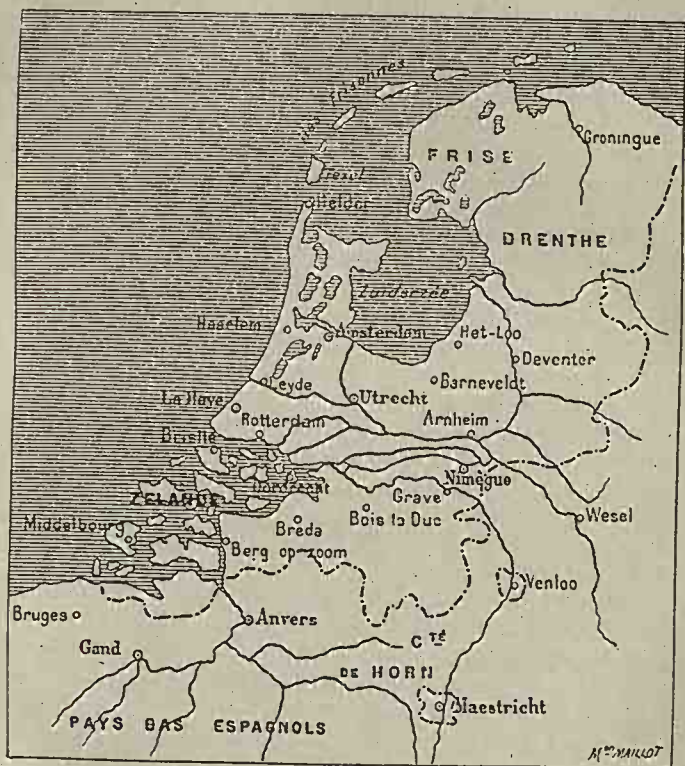 Iles Frisonnes
Texel
Helder
FRISE
Groningue
DRENTHE
Zuiderzée
Haarlem
Amsterdam
Het-Loo
Deventer
Barneveldt
Leyde
Utrecht
La Haye
Rotterdam
Arnheim
Brielle
Dordrecht
Nimègue
ZELANDE
Grave
Wesel
Middelbourg
Bréda
Bois le Duc
Berg op-zoom
Venloo
Bruges
Anvers
Gand
Cté
DE HORN
Maestricht
PAYS BAS ESPAGNOLS
Mon MAILLOT